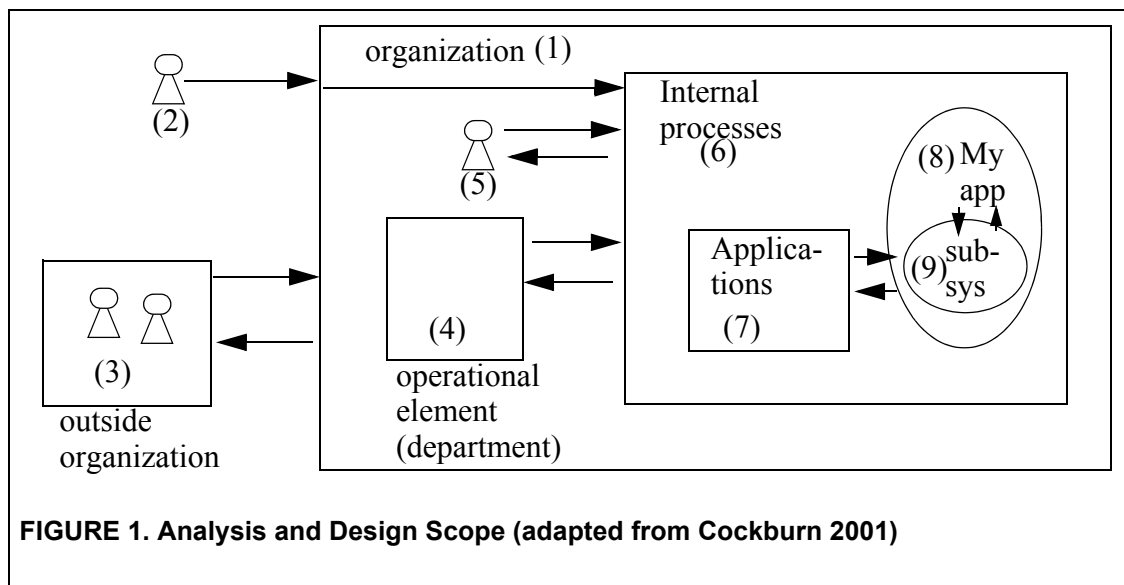 organization (1)
(2)
Internal
processes
(6)
(5)
(8) My
app
(9) sub-
sys
Applica-
tions
(7)
(4)
operational
element
(department)
(3)
outside
organization
FIGURE 1. Analysis and Design Scope (adapted from Cockburn 2001)